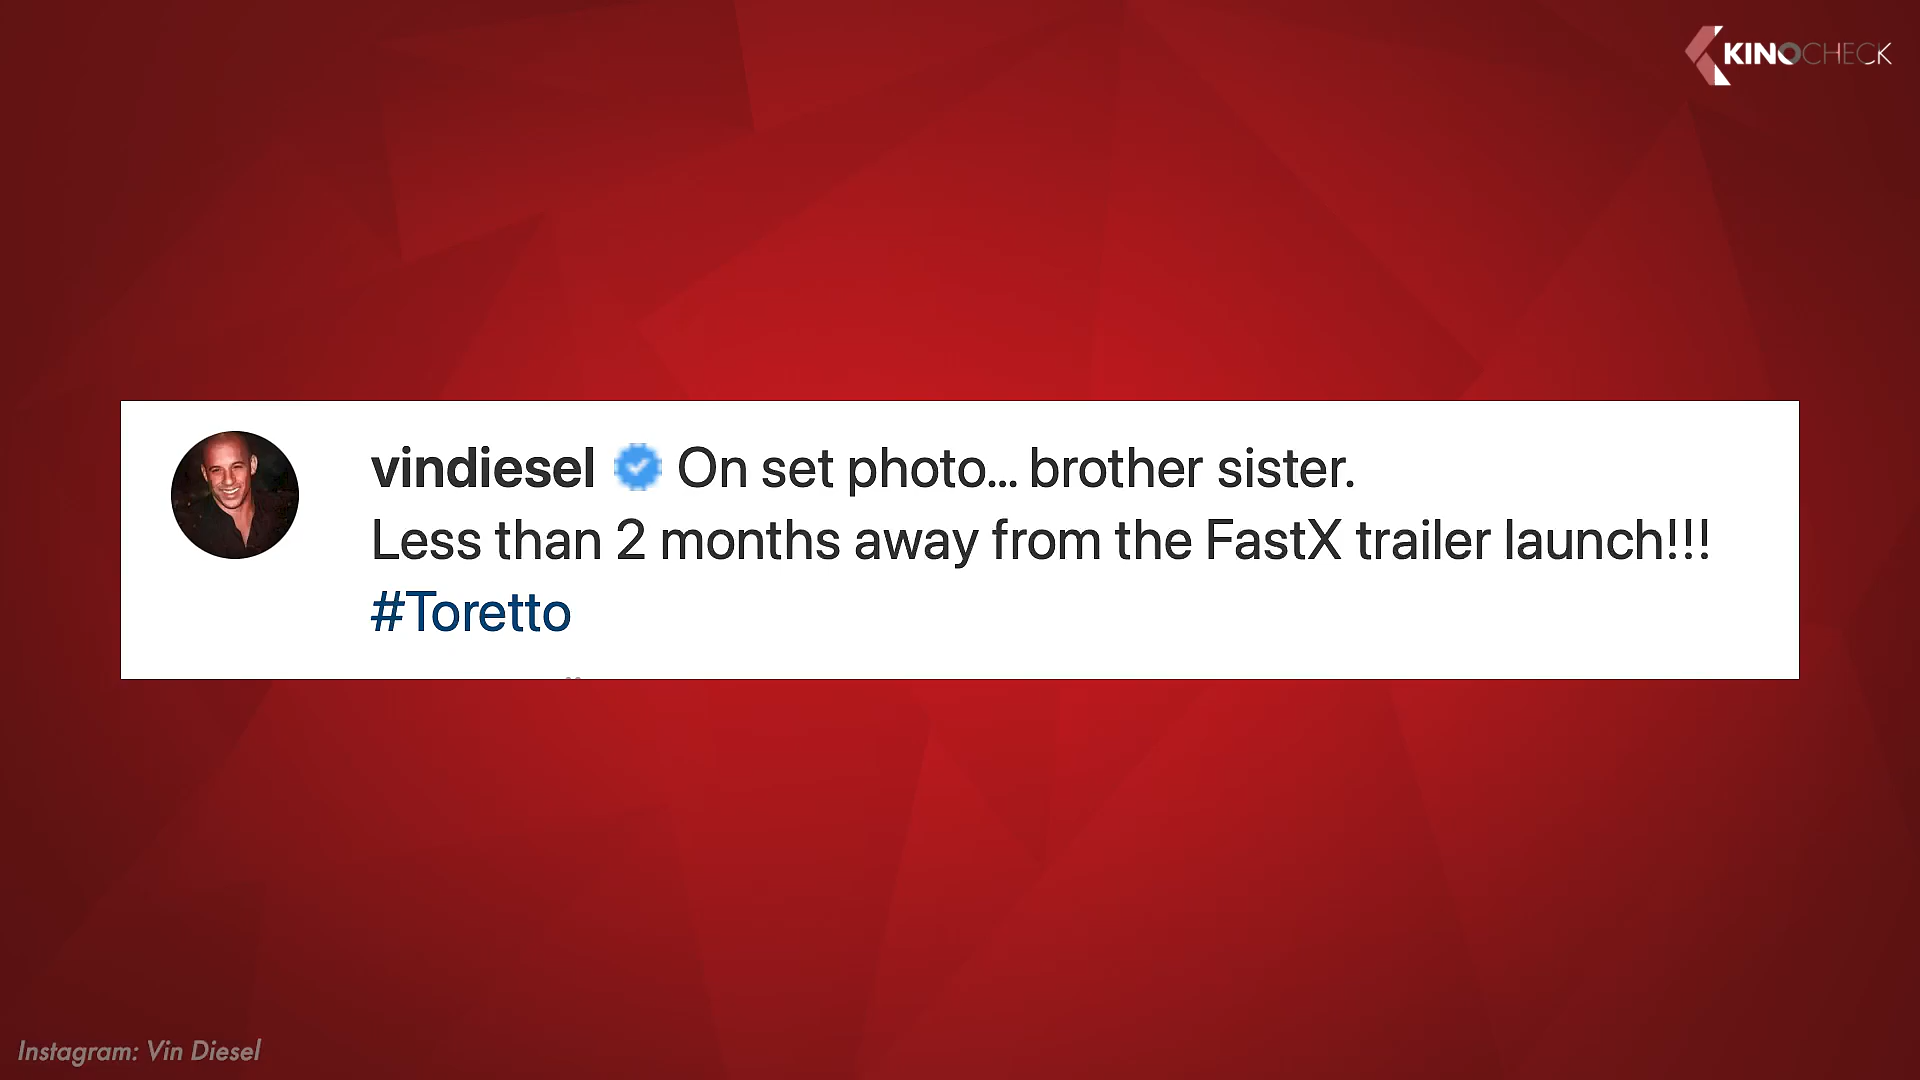 KINOCHECK
vindiesel On set photo... brother sister.
Less than 2 months away from the FastX trailer launch!!!
#Toretto
Instagram: Vin Diesel